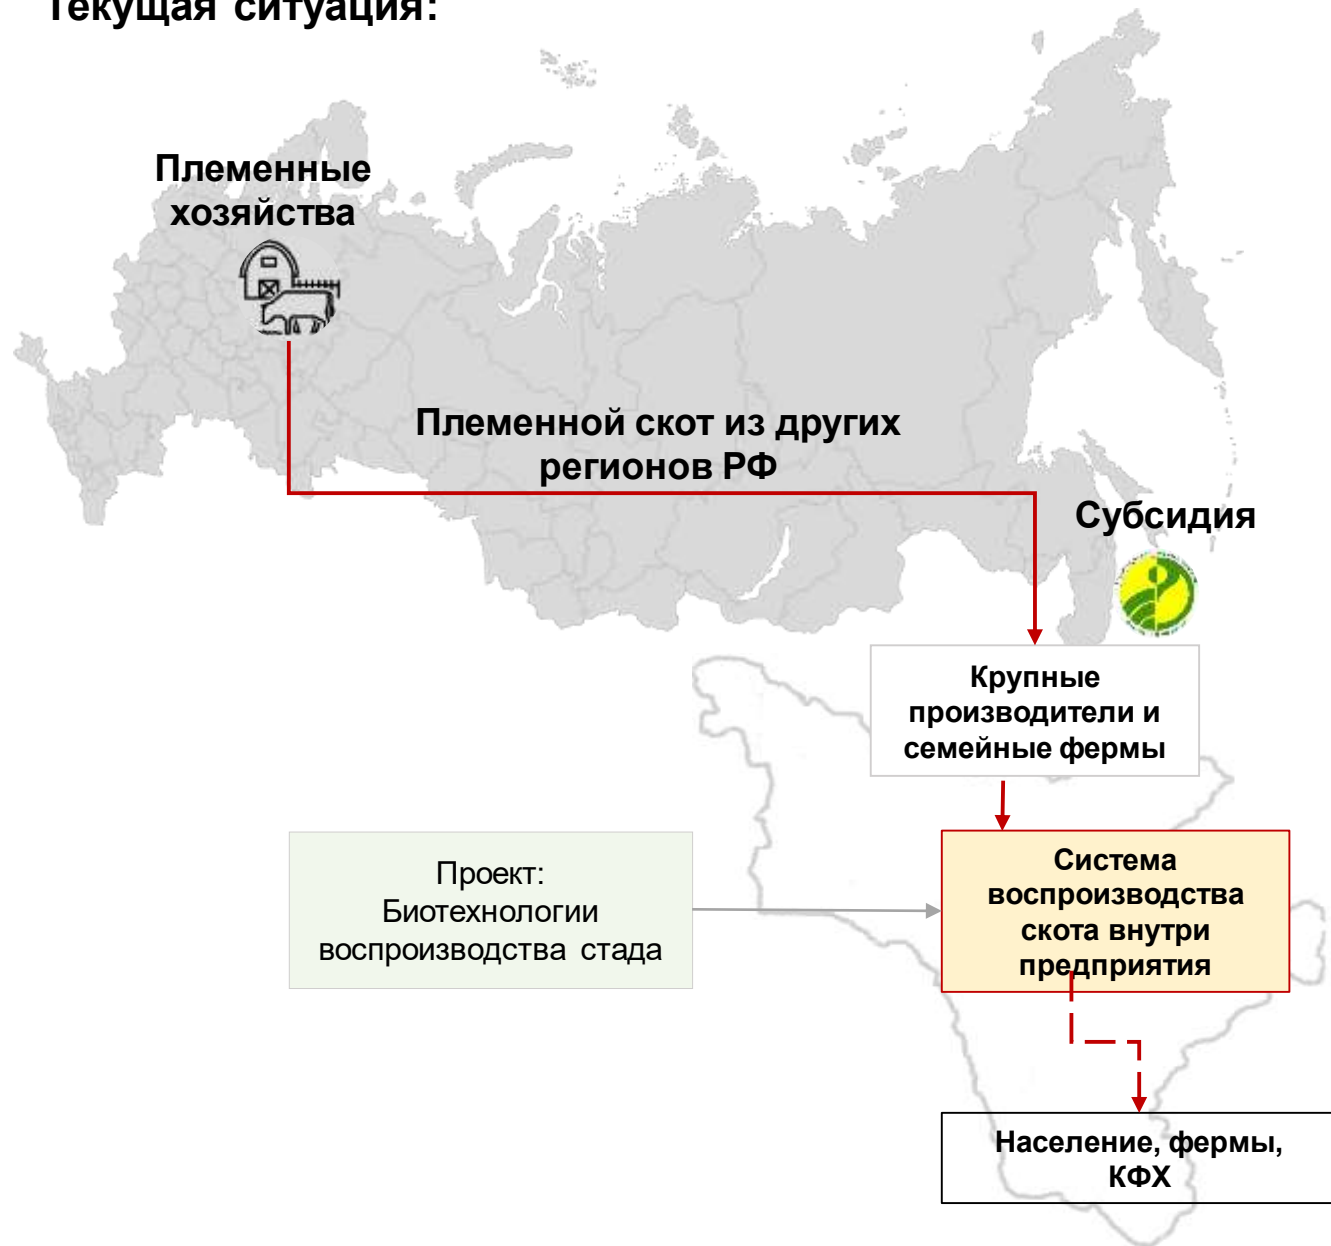 Текущая ситуация:
Племенные
хозяйства
Племенной скот из других
регионов РФ
Субсидия
Крупные
производители и
семейные фермы
Проект:
Биотехнологии
воспроизводства стада
Система
воспроизводства
скота внутри
предприятия
Население, фермы,
КФХ